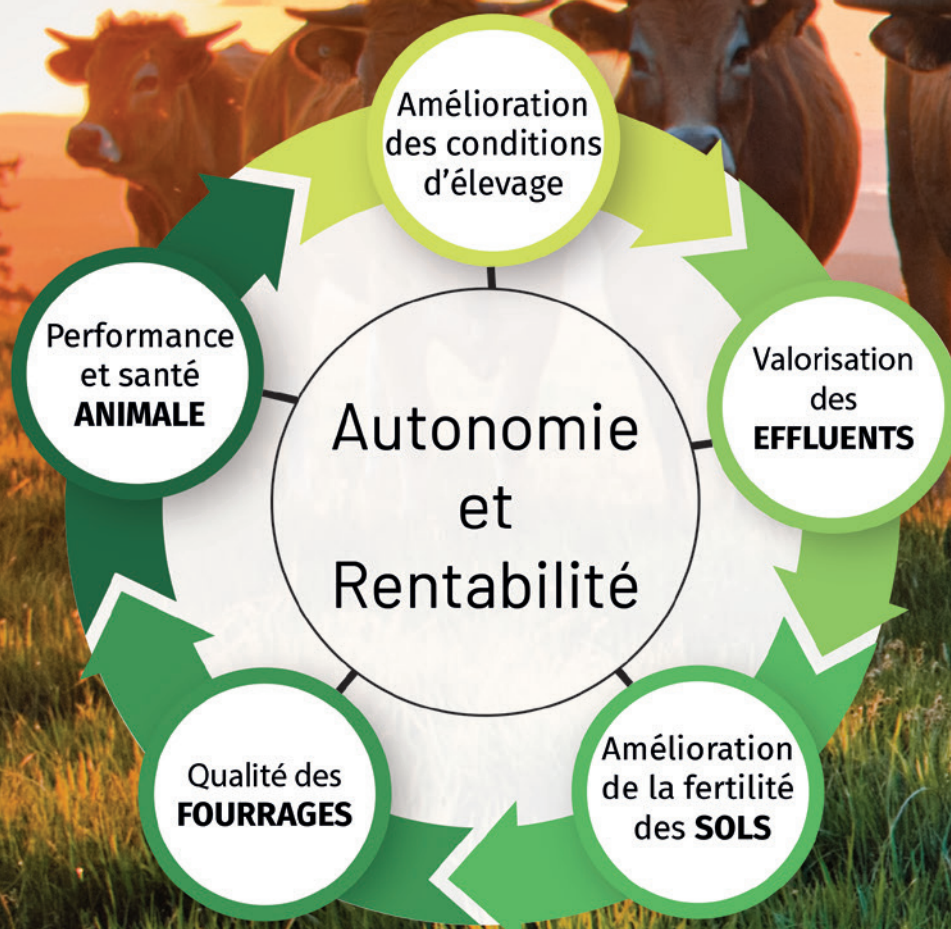 Amélioration
des conditions
d'élevage
Valorisation
des
EFFLUENTS
Amélioration
de la fertilité
des SOLS
Qualité des
FOURRAGES
Performance
et santé
ANIMALE
Autonomie
et
Rentabilité